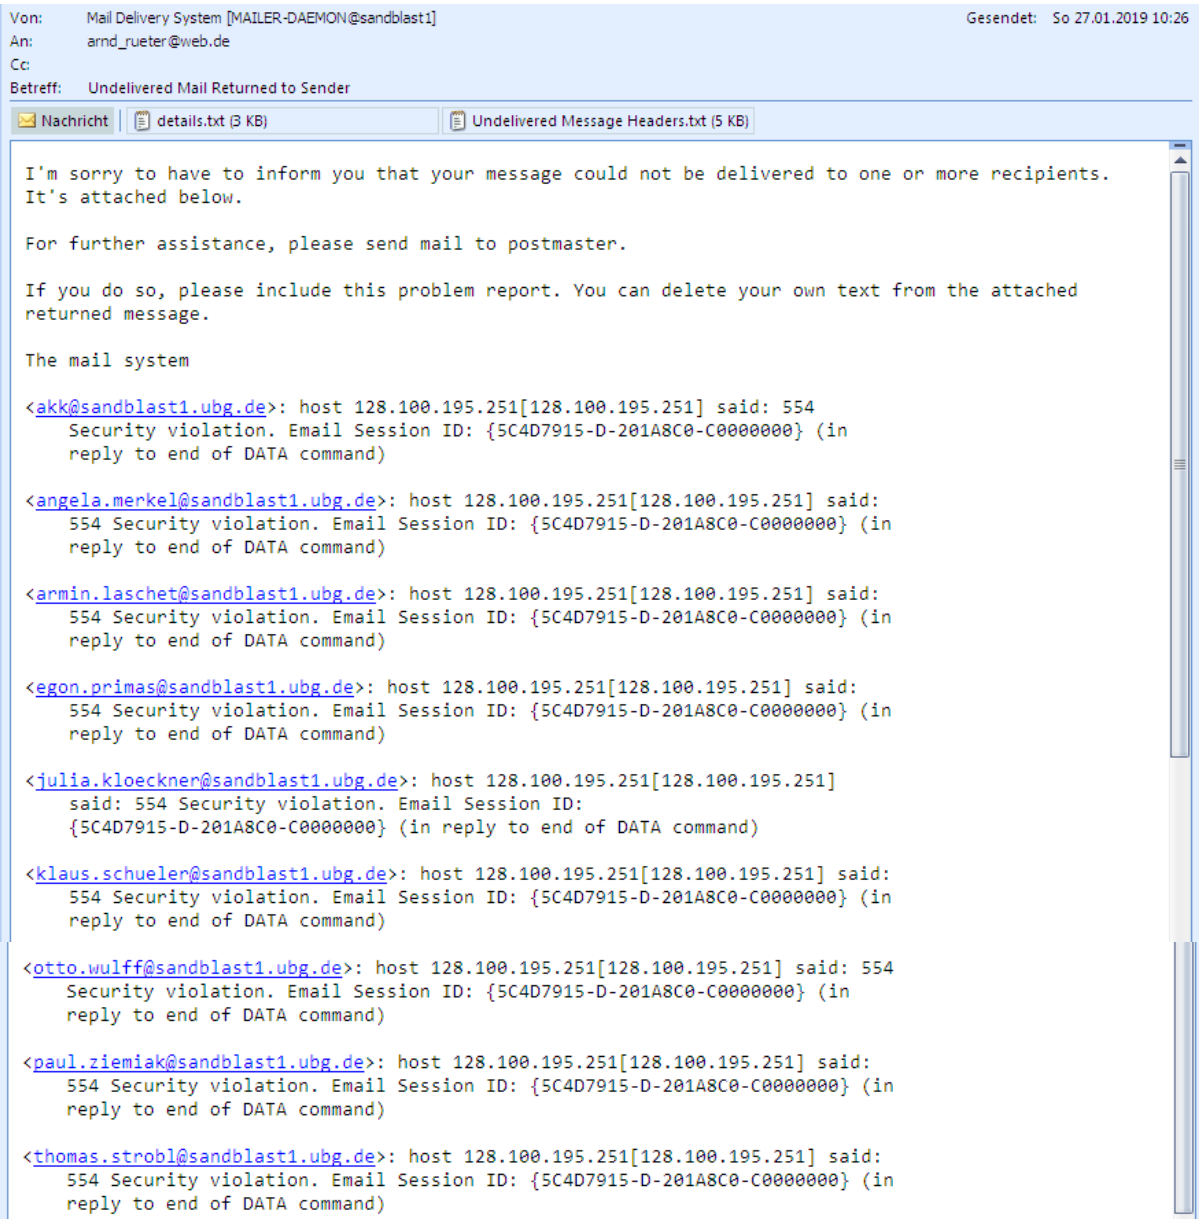 Von: Mail Delivery System [MAILER-DAEMON@sandblast1] Gesendet: So 27.01.2019 10:26
An: arnd_rueter@web.de
Cc:
Betreff: Undelivered Mail Returned to Sender
Nachricht details.txt (3 KB) Undelivered Message Headers.txt (5 KB)
I'm sorry to have to inform you that your message could not be delivered to one or more recipients.
It's attached below.
For further assistance, please send mail to postmaster.
If you do so, please include this problem report. You can delete your own text from the attached
returned message.
The mail system
<akk@sandblast1.ubg.de>: host 128.100.195.251[128.100.195.251] said: 554
Security violation. Email Session ID: {5C4D7915-D-201A8C0-C0000000} (in
reply to end of DATA command)
<angela.merkel@sandblast1.ubg.de>: host 128.100.195.251[128.100.195.251] said:
554 Security violation. Email Session ID: {5C4D7915-D-201A8C0-C0000000} (in
reply to end of DATA command)
<armin.laschet@sandblast1.ubg.de>: host 128.100.195.251[128.100.195.251] said:
554 Security violation. Email Session ID: {5C4D7915-D-201A8C0-C0000000} (in
reply to end of DATA command)
<egon.primas@sandblast1.ubg.de>: host 128.100.195.251[128.100.195.251] said:
554 Security violation. Email Session ID: {5C4D7915-D-201A8C0-C0000000} (in
reply to end of DATA command)
<julia.kloeckner@sandblast1.ubg.de>: host 128.100.195.251[128.100.195.251]
said: 554 Security violation. Email Session ID:
{5C4D7915-D-201A8C0-C0000000} (in reply to end of DATA command)
<klaus.schueler@sandblast1.ubg.de>: host 128.100.195.251[128.100.195.251] said:
554 Security violation. Email Session ID: {5C4D7915-D-201A8C0-C0000000} (in
reply to end of DATA command)
<otto.wulff@sandblast1.ubg.de>: host 128.100.195.251[128.100.195.251] said: 554
Security violation. Email Session ID: {5C4D7915-D-201A8C0-C0000000} (in
reply to end of DATA command)
<paul.ziemiak@sandblast1.ubg.de>: host 128.100.195.251[128.100.195.251] said:
554 Security violation. Email Session ID: {5C4D7915-D-201A8C0-C0000000} (in
reply to end of DATA command)
<thomas.strobl@sandblast1.ubg.de>: host 128.100.195.251[128.100.195.251] said:
554 Security violation. Email Session ID: {5C4D7915-D-201A8C0-C0000000} (in
reply to end of DATA command)